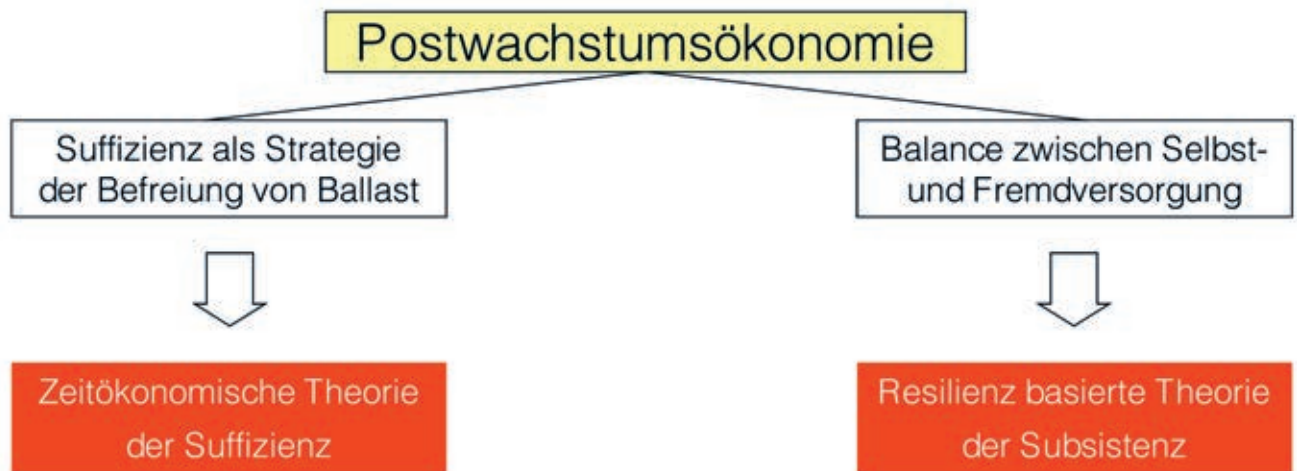 Postwachstumsökonomie
Suffizienz als Strategie
der Befreiung von Ballast
Balance zwischen Selbst-
und Fremdversorgung
Zeitökonomische Theorie
der Suffizienz
Resilienz basierte Theorie
der Subsistenz